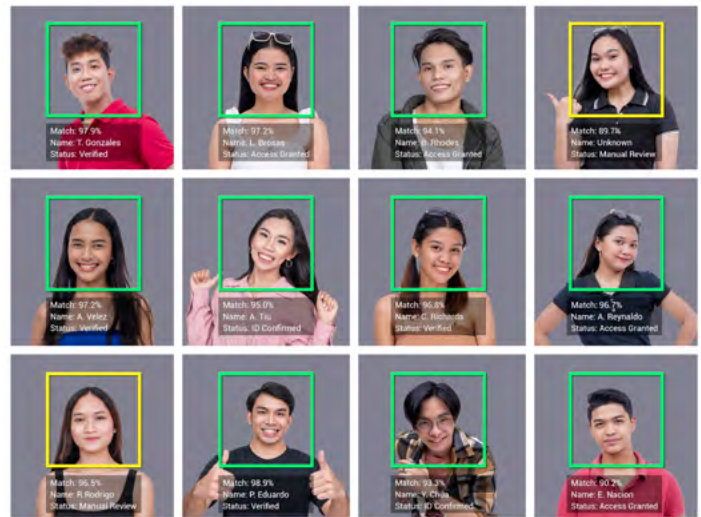 Match: 97.9%
Name: T. Gonzales
Status: Verified
Match: 97.2%
Name: L. Brosas
Status: Access Granted
Match: 94.1%
Name: B. Rhodes
Status: Access Granted
Match: 89.7%
Name: Unknown
Status: Manual Review
Match: 97.2%
Name: A. Velez
Status: Verified
Match: 95.0%
Name: A. Tiu
Status: ID Confirmed
Match: 96.8%
Name: C. Richards
Status: Verified
Match: 96.7%
Name: A. Reynaldo
Status: Access Granted
Match: 96.5%
Name: R.Rodrigo
Status: Manual Review
Match: 98.9%
Name: P. Eduardo
Status: Verified
Match: 93.3%
Name: Y. Chua
Status: ID Confirmed
Match: 90.2%
Name: E. Nacion
Status: Access Granted